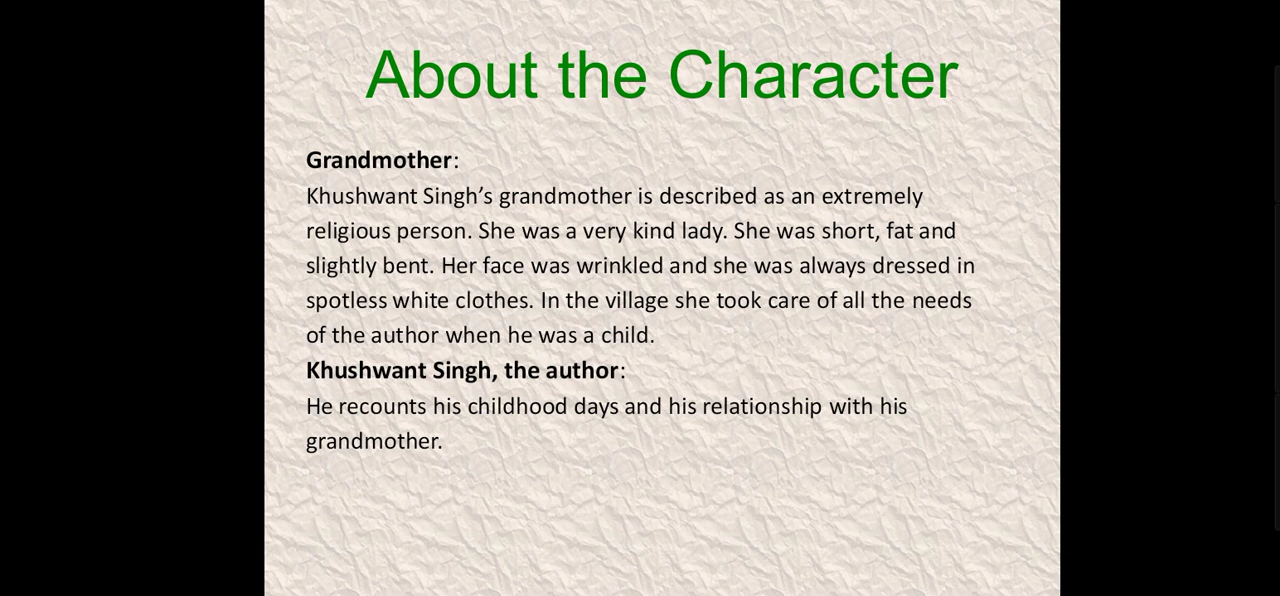 About the Character
Grandmother:
Khushwant Singh’s grandmother is described as an extremely
religious person. She was a very kind lady. She was short, fat and
slightly bent. Her face was wrinkled and she was always dressed in
spotless white clothes. In the village she took care of all the needs
of the author when he was a child.
Khushwant Singh, the author:
He recounts his childhood days and his relationship with his
grandmother.